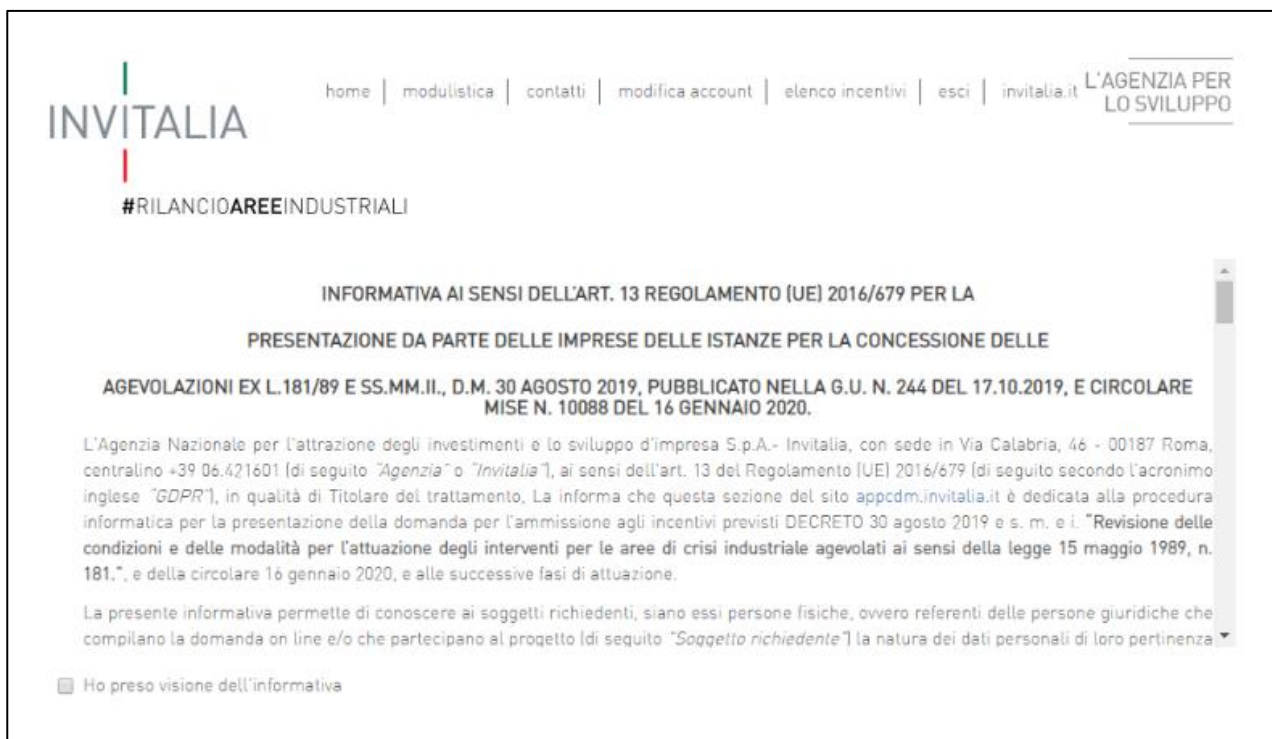 INVITALIA
home | modulistica | contatti | modifica account | elenco incentivi | esci | invitalia.it
L'AGENZIA PER
LO SVILUPPO
#RILANCIOAREEINDUSTRIALI
INFORMATIVA AI SENSI DELL'ART. 13 REGOLAMENTO (UE) 2016/679 PER LA
PRESENTAZIONE DA PARTE DELLE IMPRESE DELLE ISTANZE PER LA CONCESSIONE DELLE
AGEVOLAZIONI EX L.181/89 E SS.MM.II., D.M. 30 AGOSTO 2019, PUBBLICATO NELLA G.U. N. 244 DEL 17.10.2019, E CIRCOLARE
MISE N. 10088 DEL 16 GENNAIO 2020.
L'Agenzia Nazionale per l'attrazione degli investimenti e lo sviluppo d'impresa S.p.A.- Invitalia, con sede in Via Calabria, 46 - 00187 Roma,
centralino +39 06.421601 (di seguito "Agenzia" o "Invitalia"), ai sensi dell'art. 13 del Regolamento (UE) 2016/679 (di seguito secondo l'acronimo
inglese "GDPR"), in qualità di Titolare del trattamento, La informa che questa sezione del sito appcdm.invitalia.it è dedicata alla procedura
informatica per la presentazione della domanda per l'ammissione agli incentivi previsti DECRETO 30 agosto 2019 e s. m. e i. "Revisione delle
condizioni e delle modalità per l'attuazione degli interventi per le aree di crisi industriale agevolati ai sensi della legge 15 maggio 1989, n.
181.", e della circolare 16 gennaio 2020, e alle successive fasi di attuazione.
La presente informativa permette di conoscere ai soggetti richiedenti, siano essi persone fisiche, ovvero referenti delle persone giuridiche che
compilano la domanda on line e/o che partecipano al progetto (di seguito "Soggetto richiedente") la natura dei dati personali di loro pertinenza
Ho preso visione dell'informativa